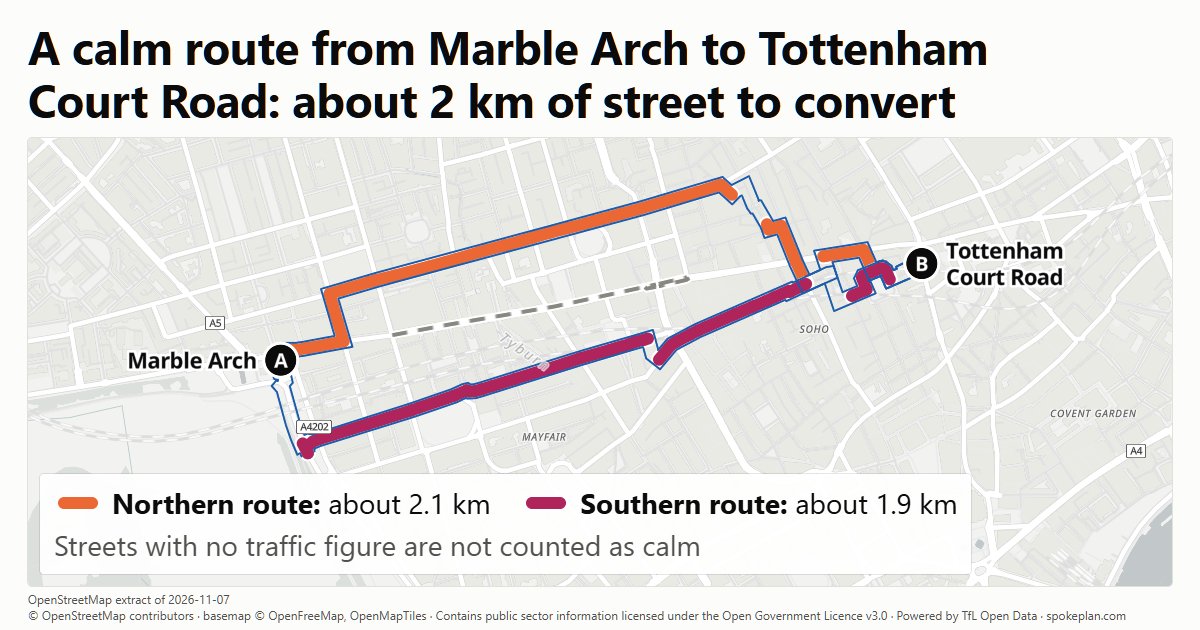 A calm route from Marble Arch to Tottenham
Court Road: about 2 km of street to convert
Tottenham
Court Road
B
A5
SOHO
Marble Arch
A
Tyburn
A4202
COVENT GARDEN
MAYFAIR
A4
Northern route: about 2.1 km
Southern route: about 1.9 km
Streets with no traffic figure are not counted as calm
OpenStreetMap extract of 2026-11-07
© OpenStreetMap contributors · basemap © OpenFreeMap, OpenMapTiles · Contains public sector information licensed under the Open Government Licence v3.0 · Powered by TfL Open Data · spokeplan.com